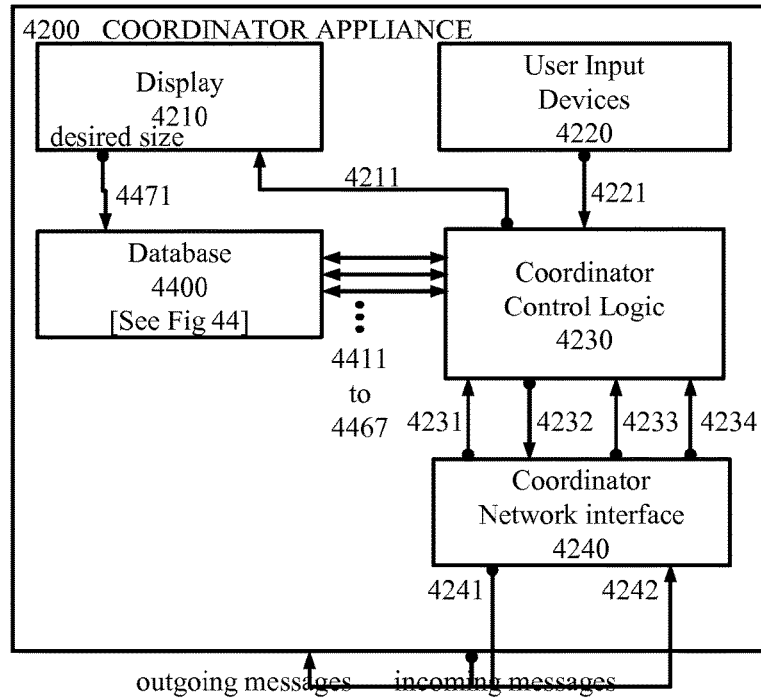 4200 COORDINATOR APPLIANCE
Display
4210
desired size
User Input
Devices
4220
4471
4211
4221
Database
4400
[See Fig 44]
Coordinator
Control Logic
4230
4411
to
4467
4231
4232
4233
4234
Coordinator
Network interface
4240
4241
4242
outgoing messages
incoming messages